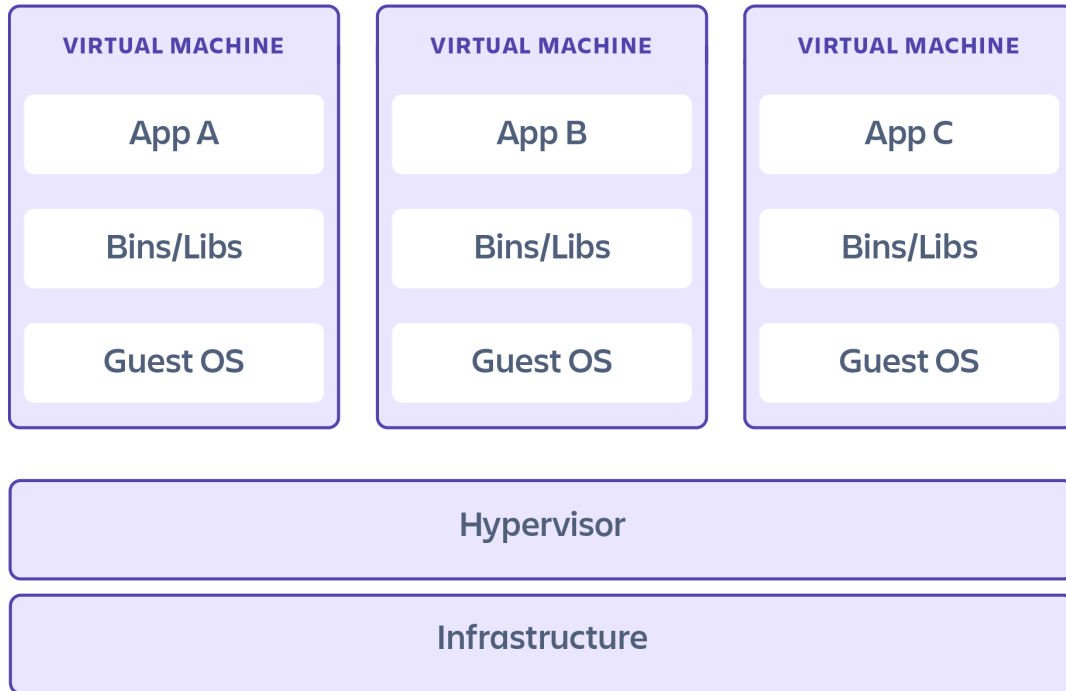 VIRTUAL MACHINE
App A
Bins/Libs
Guest OS
VIRTUAL MACHINE
App B
Bins/Libs
Guest OS
VIRTUAL MACHINE
App C
Bins/Libs
Guest OS
Hypervisor
Infrastructure